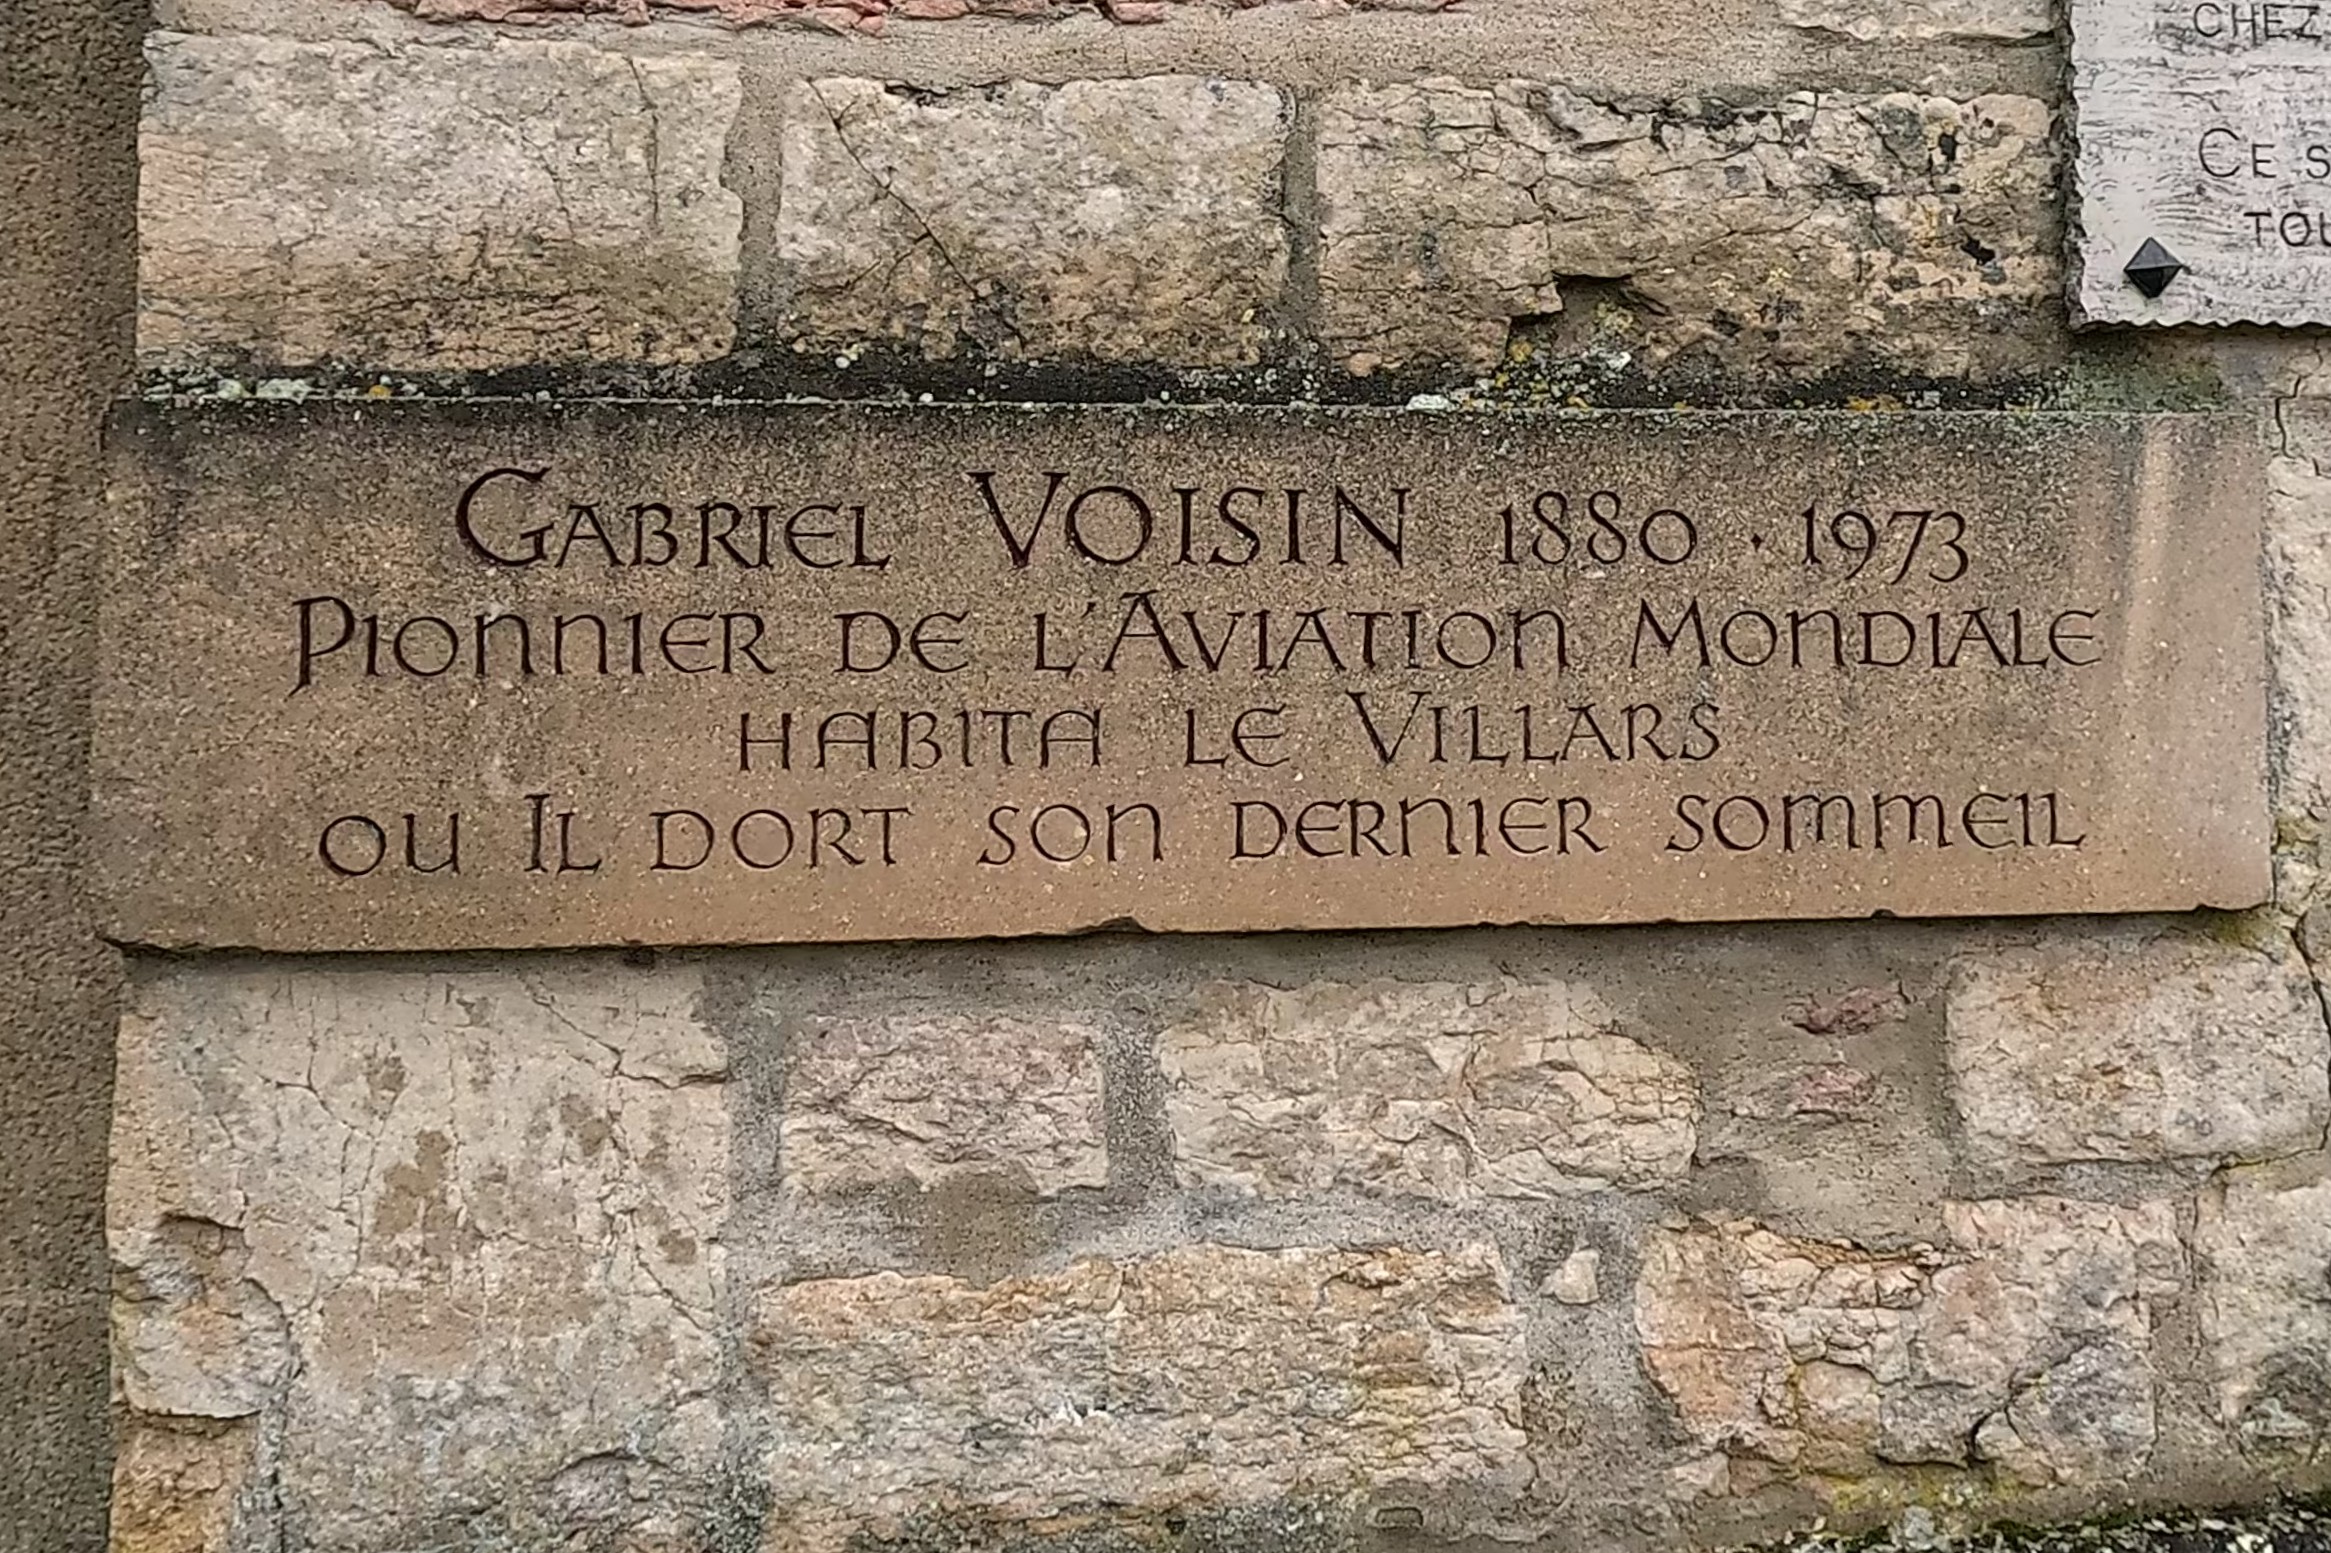 Gabriel Voisin 1880 · 1973
Pionnier de l'Aviation Mondiale
habita Le Villars
ou Il dort son dernier sommeil
CHEZ
CE S
TOU